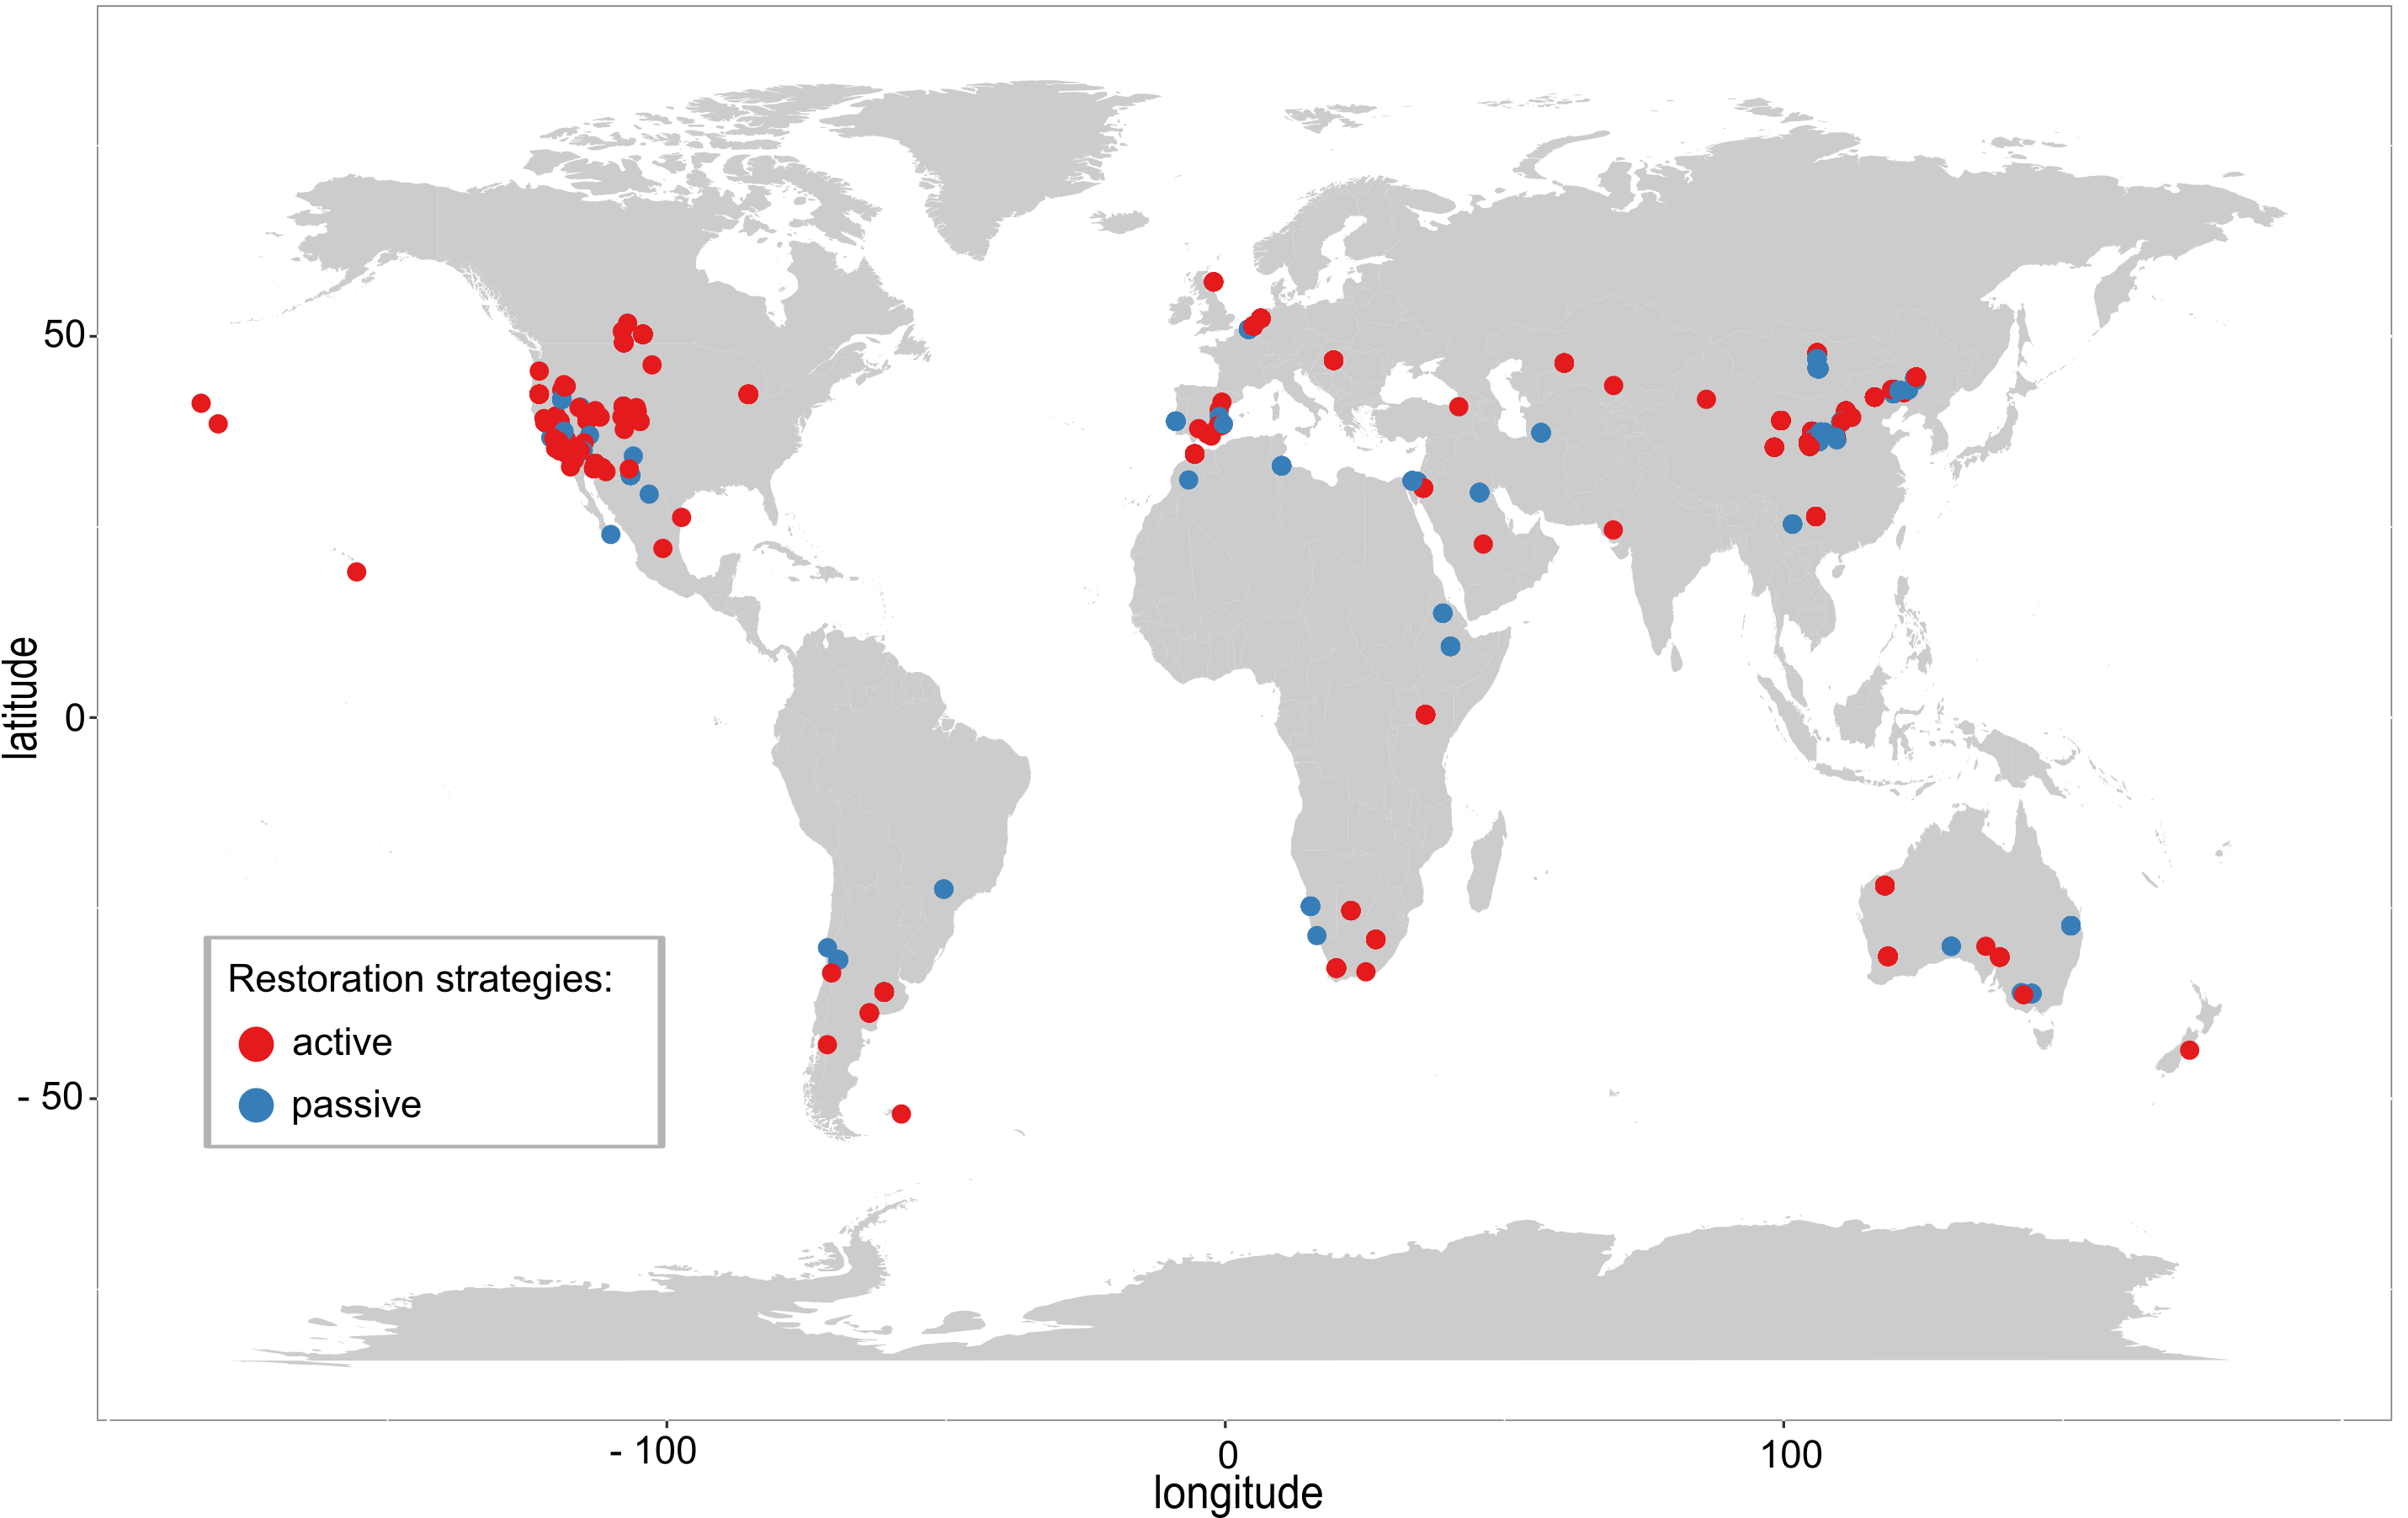 50
0
- 50
latitude
Restoration strategies:
active
passive
- 100
0
100
longitude